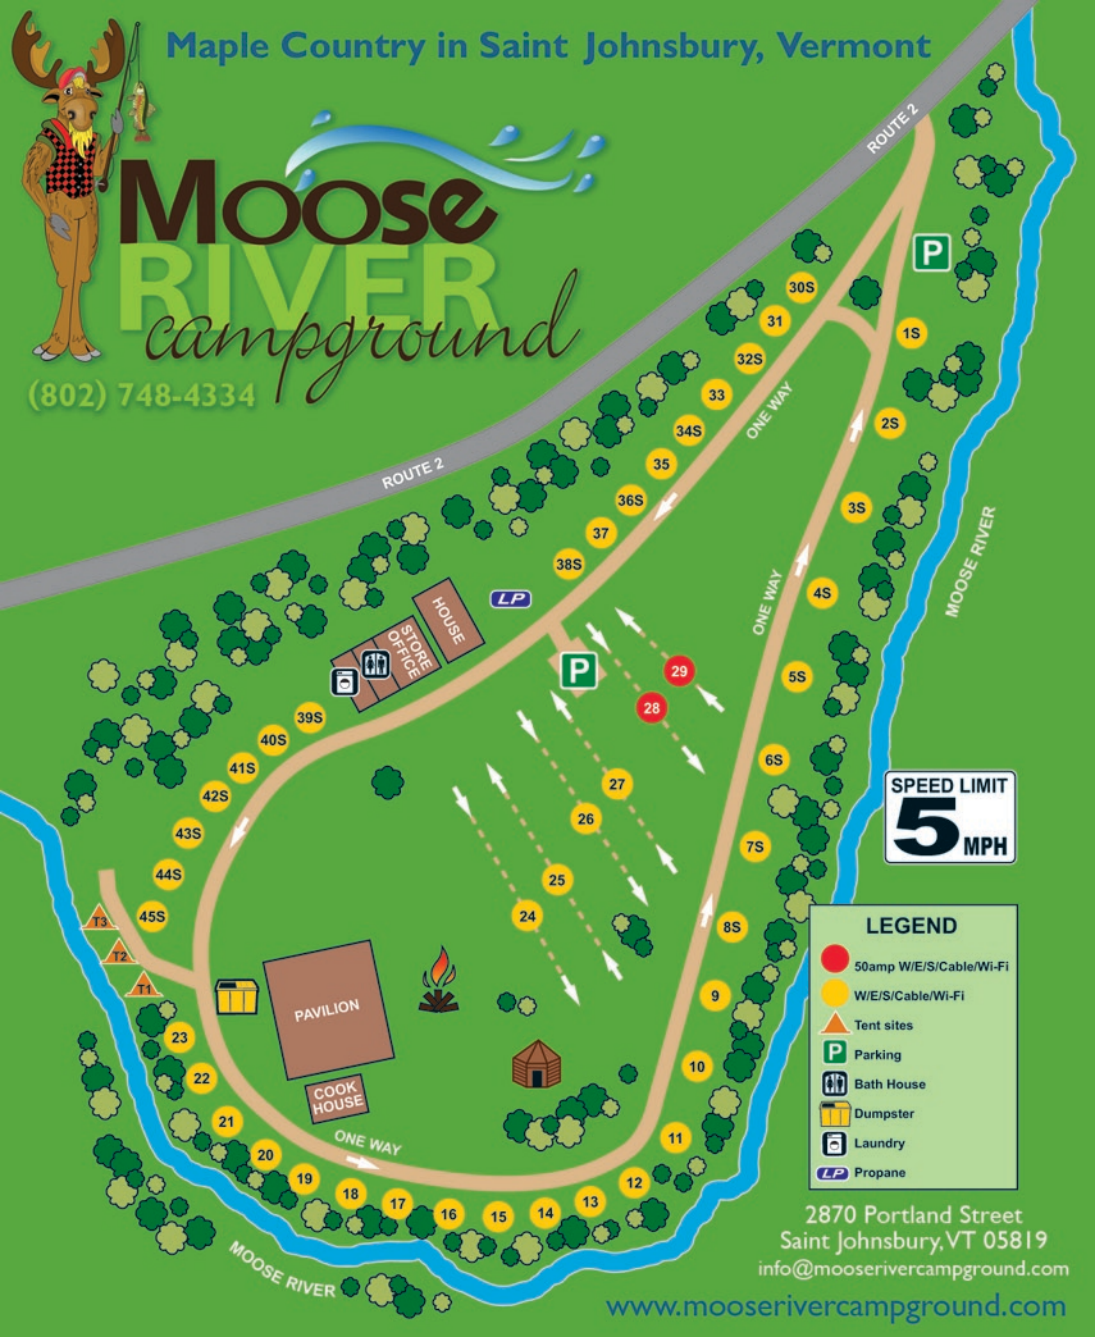 Maple Country in Saint Johnsbury, Vermont
Moose
RIVER
campground
(802) 748-4334
ROUTE 2
P
30S
31
1S
32S
33
ONE WAY
2S
34S
ROUTE 2
35
36S
3S
37
38S
MOOSE RIVER
LP
4S
ONE WAY
HOUSE
STORE
OFFICE
P
29
5S
28
39S
40S
6S
41S
27
42S
SPEED LIMIT
5
MPH
26
43S
7S
44S
25
45S
24
T3
8S
T2
T1
9
PAVILION
23
10
22
COOK
HOUSE
21
11
ONE WAY
20
19
12
18
17
13
16
15
14
MOOSE RIVER
LEGEND
50amp W/E/S/Cable/Wi-Fi
W/E/S/Cable/Wi-Fi
Tent sites
P Parking
Bath House
Dumpster
Laundry
LP Propane
2870 Portland Street
Saint Johnsbury,VT 05819
info@mooserivercampground.com
www.mooserivercampground.com